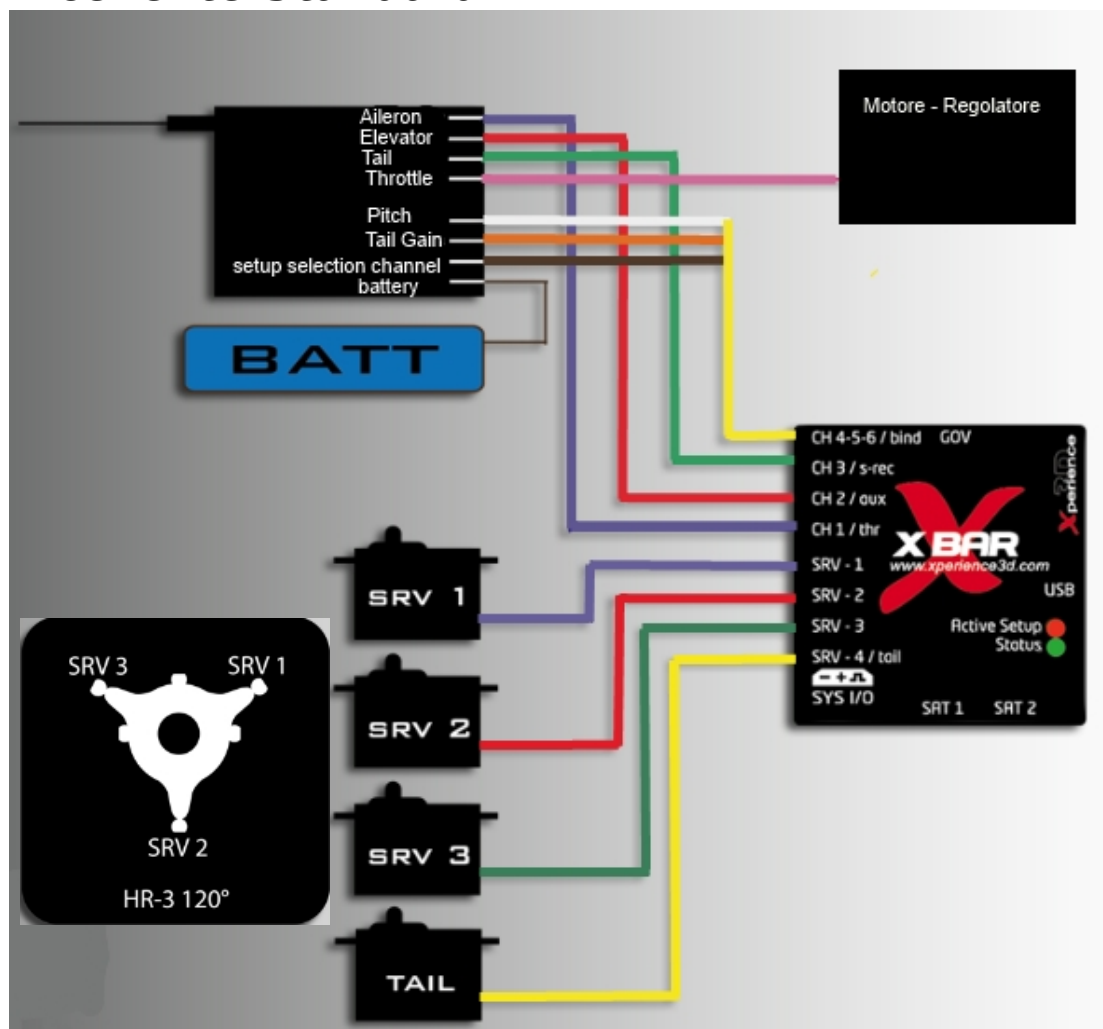 Motore - Regolatore
Aileron
Elevator
Tail
Throttle
Pitch
Tail Gain
setup selection channel
battery
BATT
CH 4-5-6 / bind GOV
CH 3 / s-rec
CH 2 / aux
CH 1 / thr
SRV - 1
SRV - 2
SRV - 3
SRV - 4 / tail
- +
SYS I/O
3D
Xperience
X BAR
www.xperience3d.com
USB
Active Setup
Status
SAT 1 SAT 2
SRV 1
SRV 2
SRV 3
TAIL
SRV 3 SRV 1
SRV 2
HR-3 120°